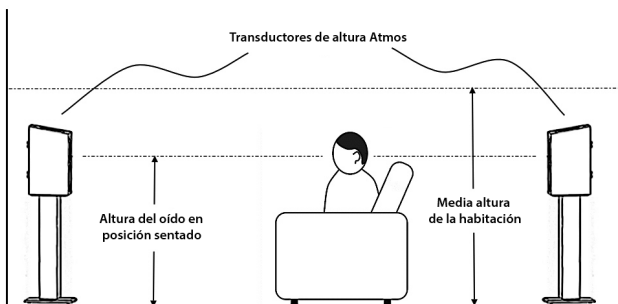 Transductores de altura Atmos
Altura del oído en
posición sentado
Media altura
de la habitación